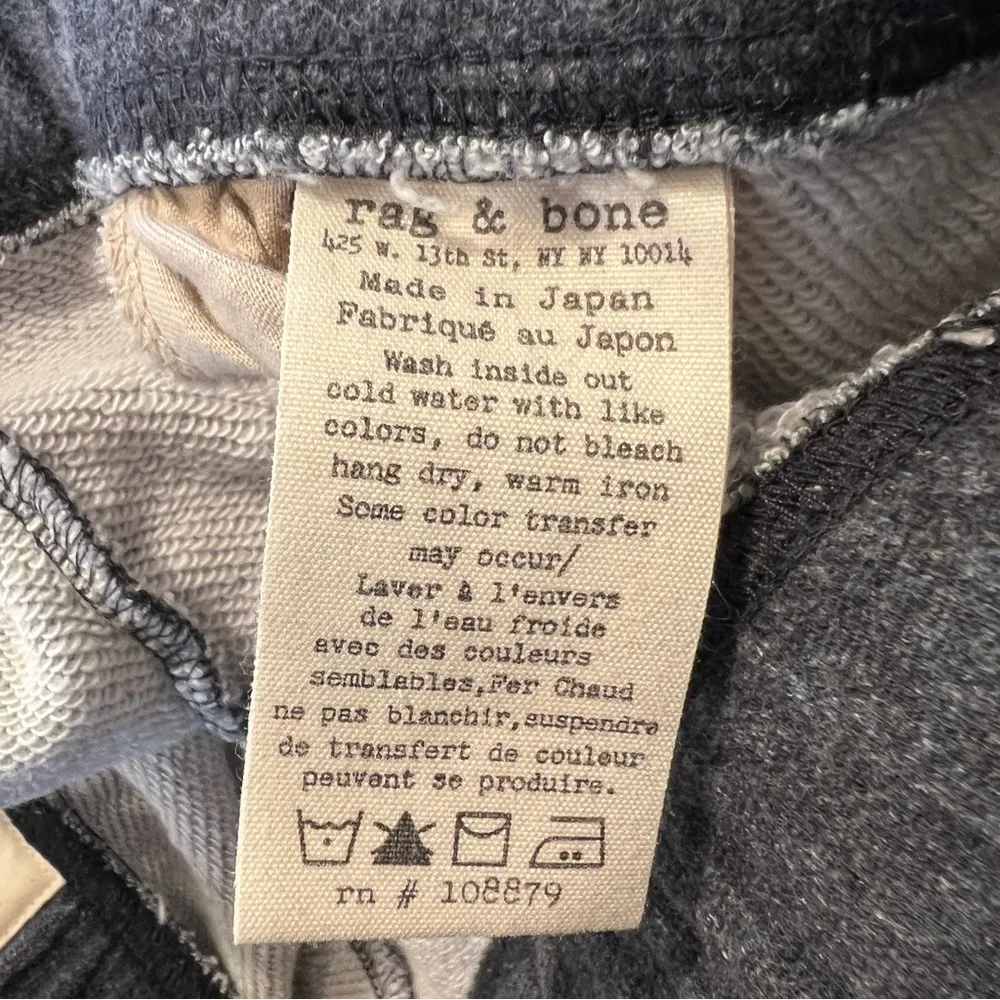 rag & bone
425 W. 13th St, NY NY 10014
Made in Japan
Fabriqué au Japon
Wash inside out
cold water with like
colors, do not bleach
hang dry, warm iron
Some color transfer
may occur/
Laver à l'envers
de l'eau froide
avec des couleurs
semblables,Fer Chaud
ne pas blanchir,suspendre
de transfert de couleur
peuvent se produire.
rn # 108879